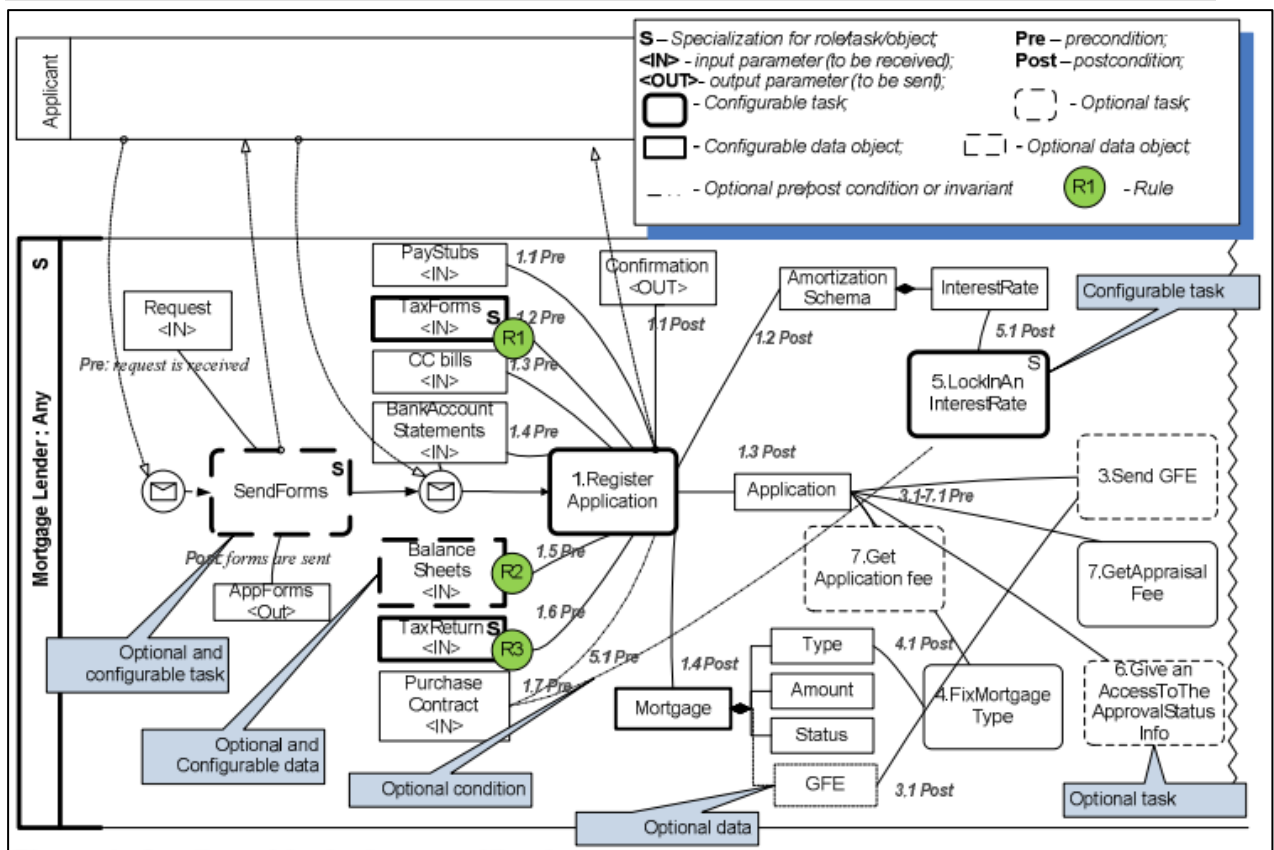 Applicant
S – Specialization for role/task/object;
<IN> - input parameter (to be received);
<OUT>- output parameter (to be sent);
Pre – precondition;
Post – postcondition;
- Configurable task;
- Optional task;
- Configurable data object;
- Optional data object;
- Optional pre/post condition or invariant
R1
- Rule
Mortgage Lender : Any
S
Request
<IN>
Pre: request is received
SendForms
S
Post: forms are sent
AppForms
<Out>
Optional and
configurable task
PayStubs
<IN>
1.1 Pre
TaxForms
<IN>
S
1.2 Pre
R1
CC bills
<IN>
1.3 Pre
BankAccount
Statements
<IN>
1.4 Pre
Balance
Sheets
<IN>
R2
1.5 Pre
TaxReturn
<IN>
S
R3
1.6 Pre
Purchase
Contract
<IN>
1.7 Pre
5.1 Pre
Optional and
Configurable data
Optional condition
Confirmation
<OUT>
1.1 Post
1.Register
Application
Amortization
Schema
1.2 Post
InterestRate
5.1 Post
Configurable task
5.LockInAn
InterestRate
S
1.3 Post
Application
3.1-7.1 Pre
3.Send GFE
7.Get
Application fee
7.GetAppraisal
Fee
6.Give an
AccessToThe
ApprovalStatus
Info
1.4 Post
Mortgage
Type
Amount
Status
GFE
4.1 Post
4.FixMortgage
Type
3.1 Post
Optional data
Optional task